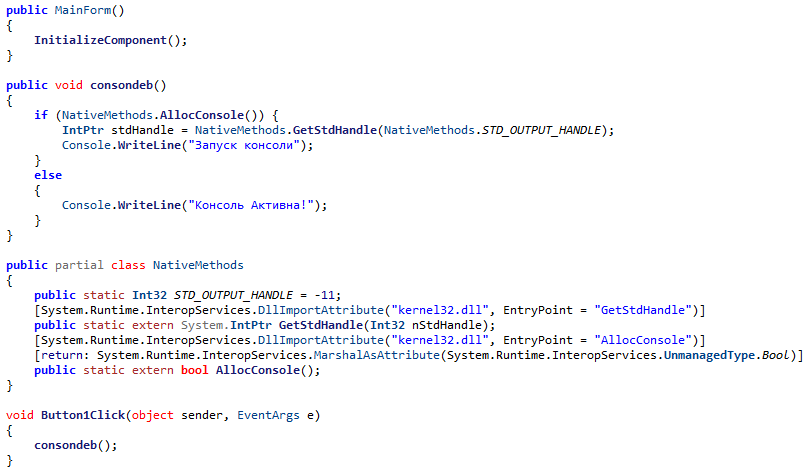 public MainForm()
{
    InitializeComponent();
}
public void consondeb()
{
    if (NativeMethods.AllocConsole()) {
        IntPtr stdHandle = NativeMethods.GetStdHandle(NativeMethods.STD_OUTPUT_HANDLE);
        Console.WriteLine("Запуск консоли");
    }
    else
    {
        Console.WriteLine("Консоль Активна!");
    }
}
public partial class NativeMethods
{
    public static Int32 STD_OUTPUT_HANDLE = -11;
    [System.Runtime.InteropServices.DllImportAttribute("kernel32.dll", EntryPoint = "GetStdHandle")]
    public static extern System.IntPtr GetStdHandle(Int32 nStdHandle);
    [System.Runtime.InteropServices.DllImportAttribute("kernel32.dll", EntryPoint = "AllocConsole")]
    [return: System.Runtime.InteropServices.MarshalAsAttribute(System.Runtime.InteropServices.UnmanagedType.Bool)]
    public static extern bool AllocConsole();
}
void Button1Click(object sender, EventArgs e)
{
    consondeb();
}